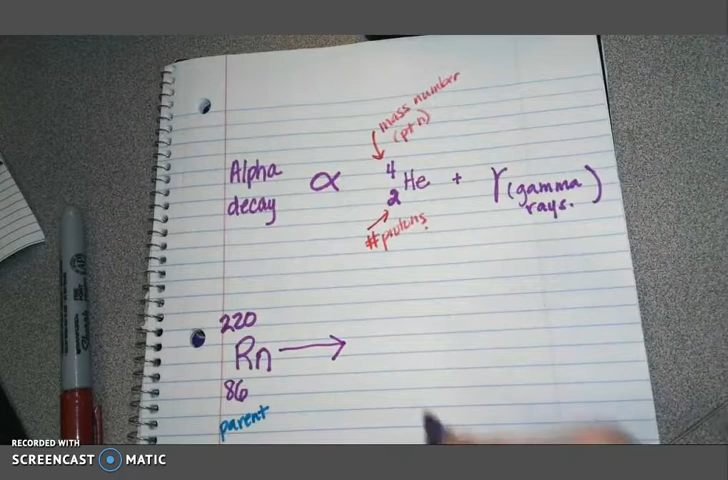 mass number
(p+n)
Alpha
decay
α
4
2 He + γ (gamma
rays.)
# protons.
220
Rn →
86
parent
RECORDED WITH
SCREENCAST MATIC